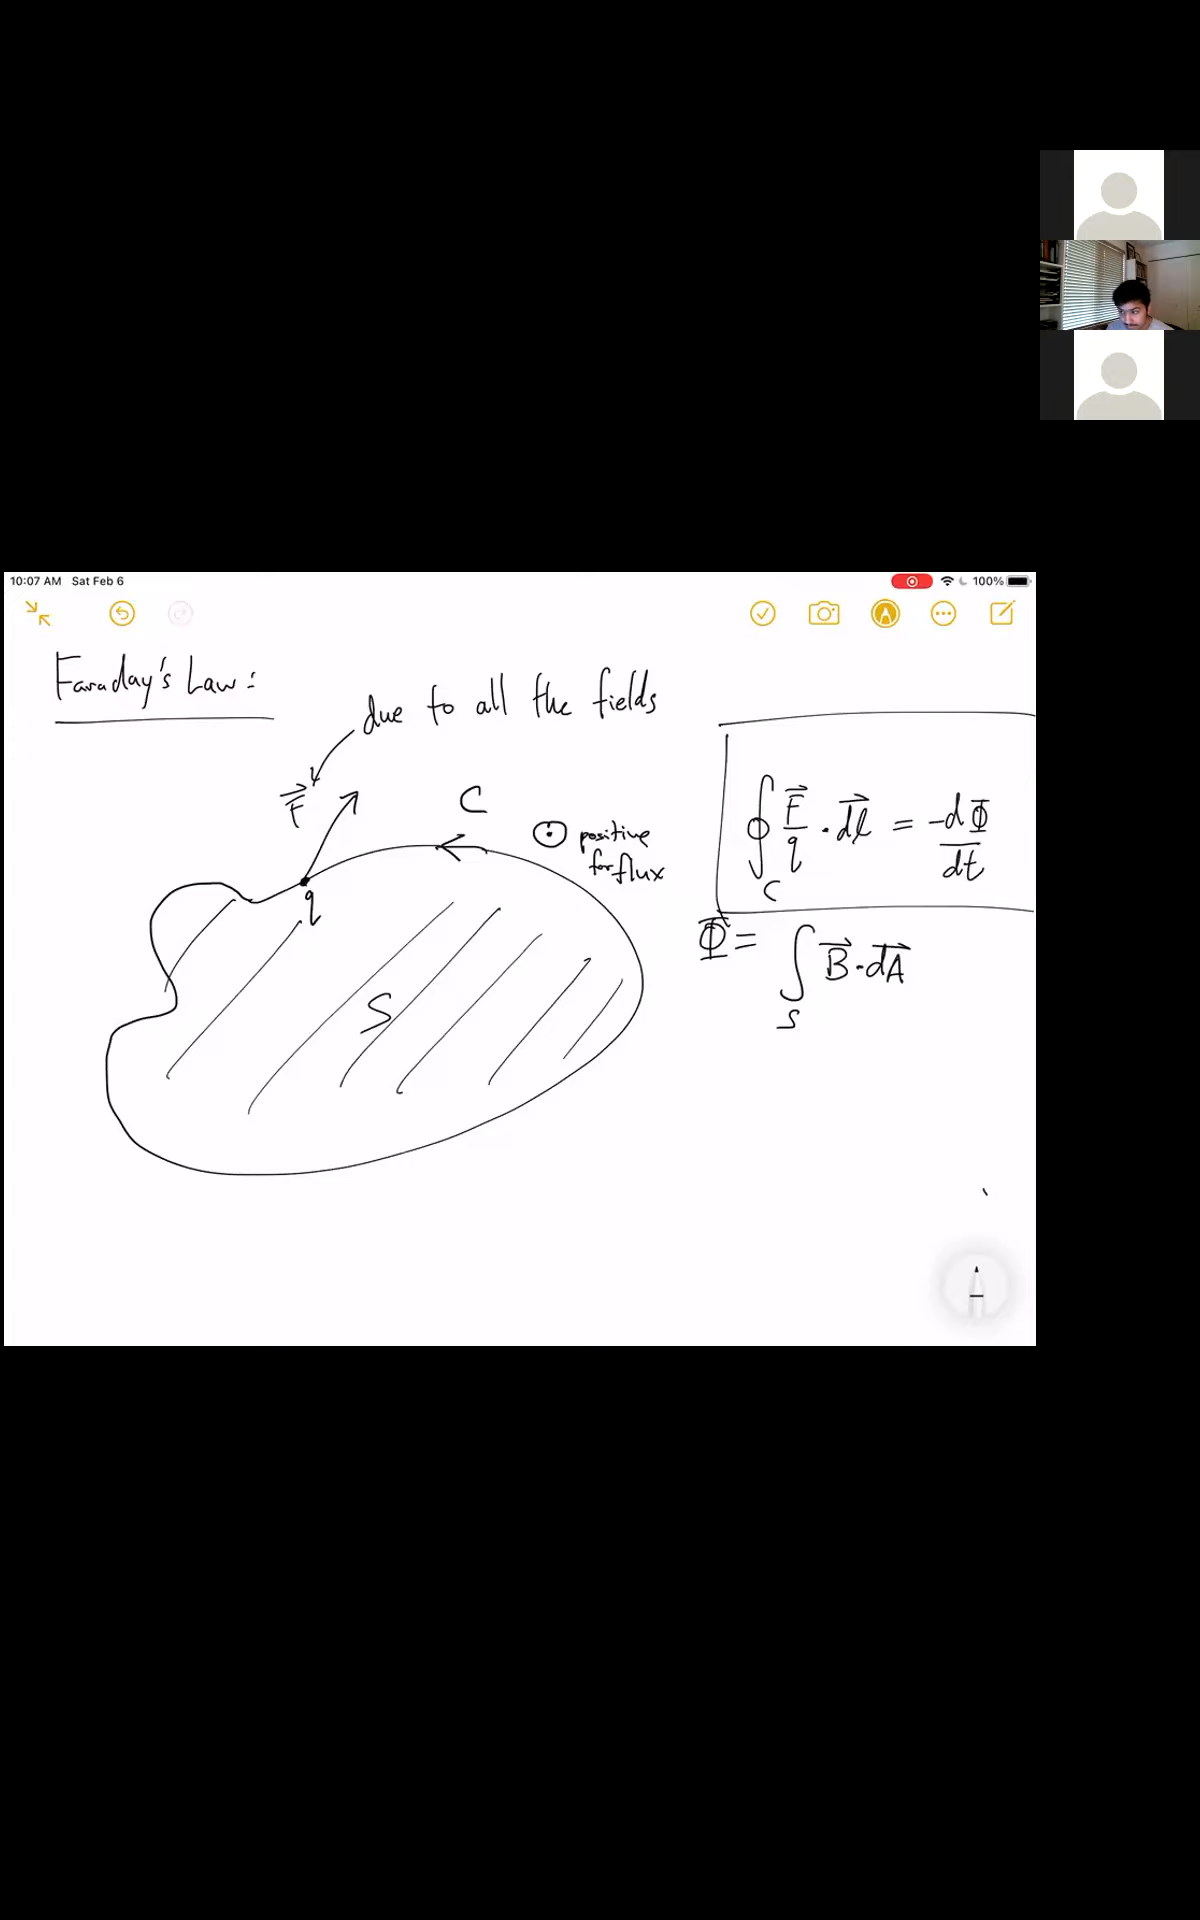 10:07 AM Sat Feb 6
100%
Faraday's Law:
due to all the fields
F⃗
C
positive
for flux
q
S
∮_C F⃗/q · dl⃗ = -dΦ/dt
Φ = ∫_S B⃗ · dA⃗